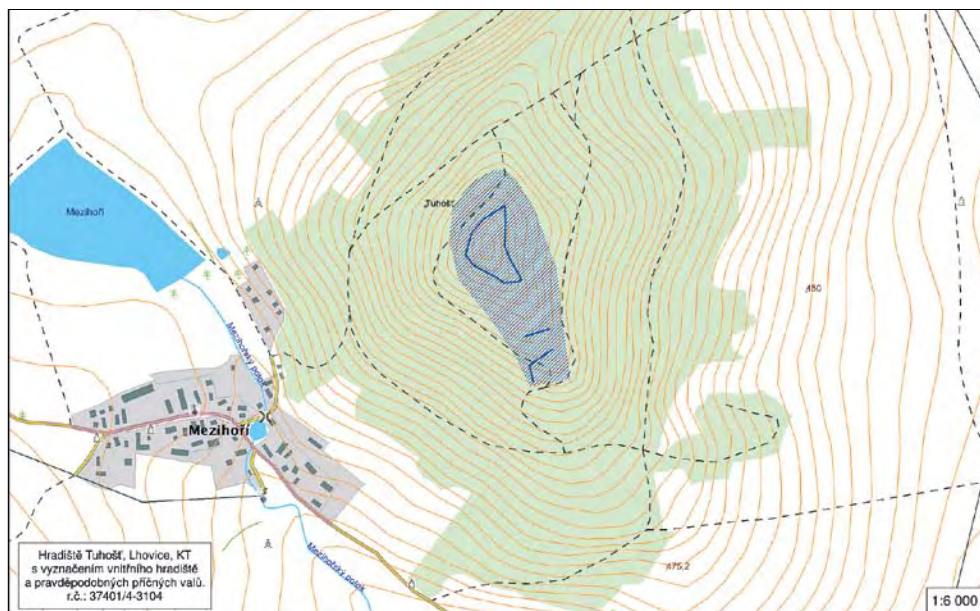 Tuhošť
Mezihoří
480
Mezihořský potok
Mezihoří
Mezihořský potok
475,2
Hradiště Tuhošť, Lhovice, KT
s vyznačením vnitřního hradiště
a pravděpodobných příčných valů.
r.č.: 37401/4-3104
1:6 000